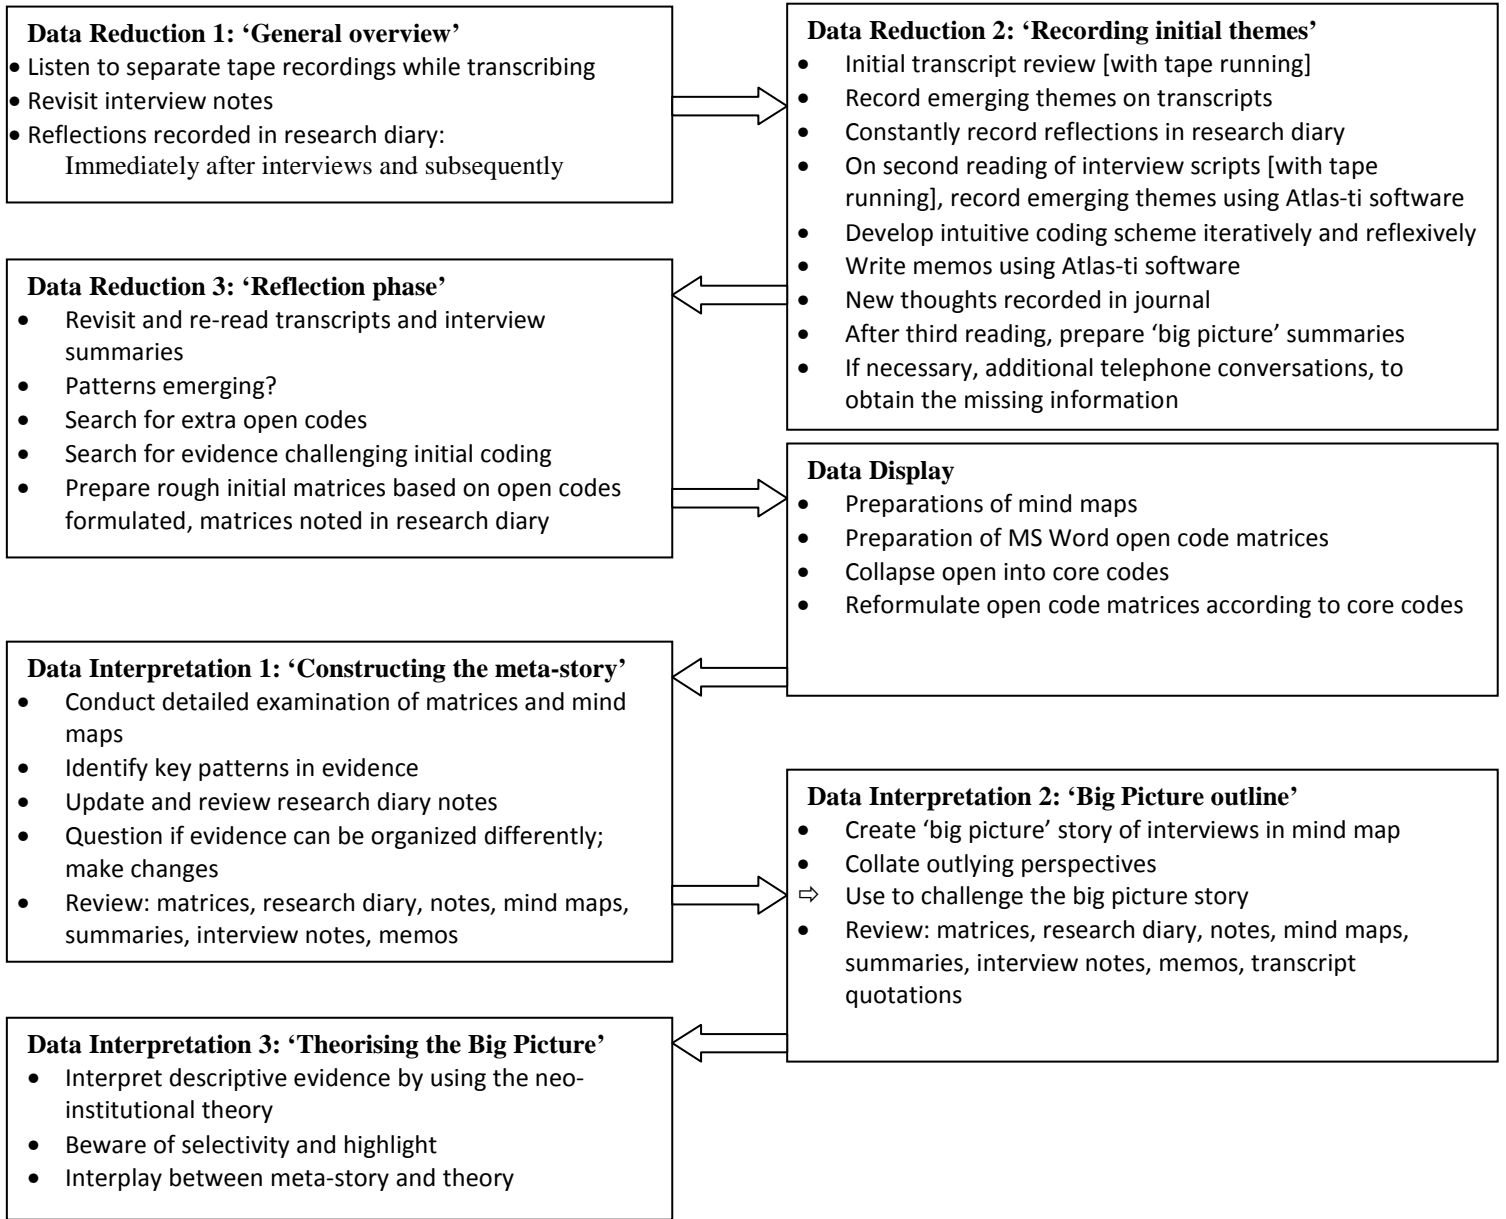 Data Reduction 1: ‘General overview’
• Listen to separate tape recordings while transcribing
• Revisit interview notes
• Reflections recorded in research diary:
Immediately after interviews and subsequently
Data Reduction 2: ‘Recording initial themes’
• Initial transcript review [with tape running]
• Record emerging themes on transcripts
• Constantly record reflections in research diary
• On second reading of interview scripts [with tape
running], record emerging themes using Atlas-ti software
• Develop intuitive coding scheme iteratively and reflexively
• Write memos using Atlas-ti software
• New thoughts recorded in journal
• After third reading, prepare ‘big picture’ summaries
• If necessary, additional telephone conversations, to
obtain the missing information
Data Reduction 3: ‘Reflection phase’
• Revisit and re-read transcripts and interview
summaries
• Patterns emerging?
• Search for extra open codes
• Search for evidence challenging initial coding
• Prepare rough initial matrices based on open codes
formulated, matrices noted in research diary
Data Display
• Preparations of mind maps
• Preparation of MS Word open code matrices
• Collapse open into core codes
• Reformulate open code matrices according to core codes
Data Interpretation 1: ‘Constructing the meta-story’
• Conduct detailed examination of matrices and mind
maps
• Identify key patterns in evidence
• Update and review research diary notes
• Question if evidence can be organized differently;
make changes
• Review: matrices, research diary, notes, mind maps,
summaries, interview notes, memos
Data Interpretation 2: ‘Big Picture outline’
• Create ‘big picture’ story of interviews in mind map
• Collate outlying perspectives
⇨ Use to challenge the big picture story
• Review: matrices, research diary, notes, mind maps,
summaries, interview notes, memos, transcript
quotations
Data Interpretation 3: ‘Theorising the Big Picture’
• Interpret descriptive evidence by using the neo-
institutional theory
• Beware of selectivity and highlight
• Interplay between meta-story and theory